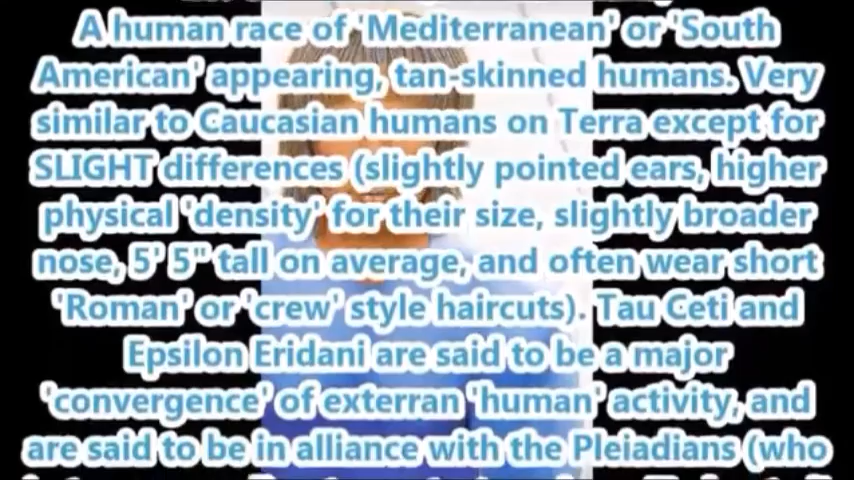 A human race of 'Mediterranean' or 'South
American' appearing, tan-skinned humans. Very
similar to Caucasian humans on Terra except for
SLIGHT differences (slightly pointed ears, higher
physical 'density' for their size, slightly broader
nose, 5' 5" tall on average, and often wear short
'Roman' or 'crew' style haircuts). Tau Ceti and
Epsilon Eridani are said to be a major
'convergence' of exterran 'human' activity, and
are said to be in alliance with the Pleiadians (who